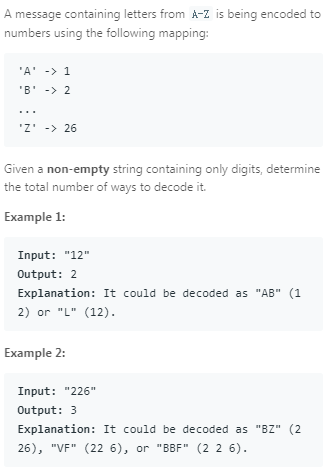 A message containing letters from A-Z is being encoded to
numbers using the following mapping:
'A' -> 1
'B' -> 2
...
'Z' -> 26
Given a non-empty string containing only digits, determine
the total number of ways to decode it.
Example 1:
Input: "12"
Output: 2
Explanation: It could be decoded as "AB" (1
2) or "L" (12).
Example 2:
Input: "226"
Output: 3
Explanation: It could be decoded as "BZ" (2
26), "VF" (22 6), or "BBF" (2 2 6).